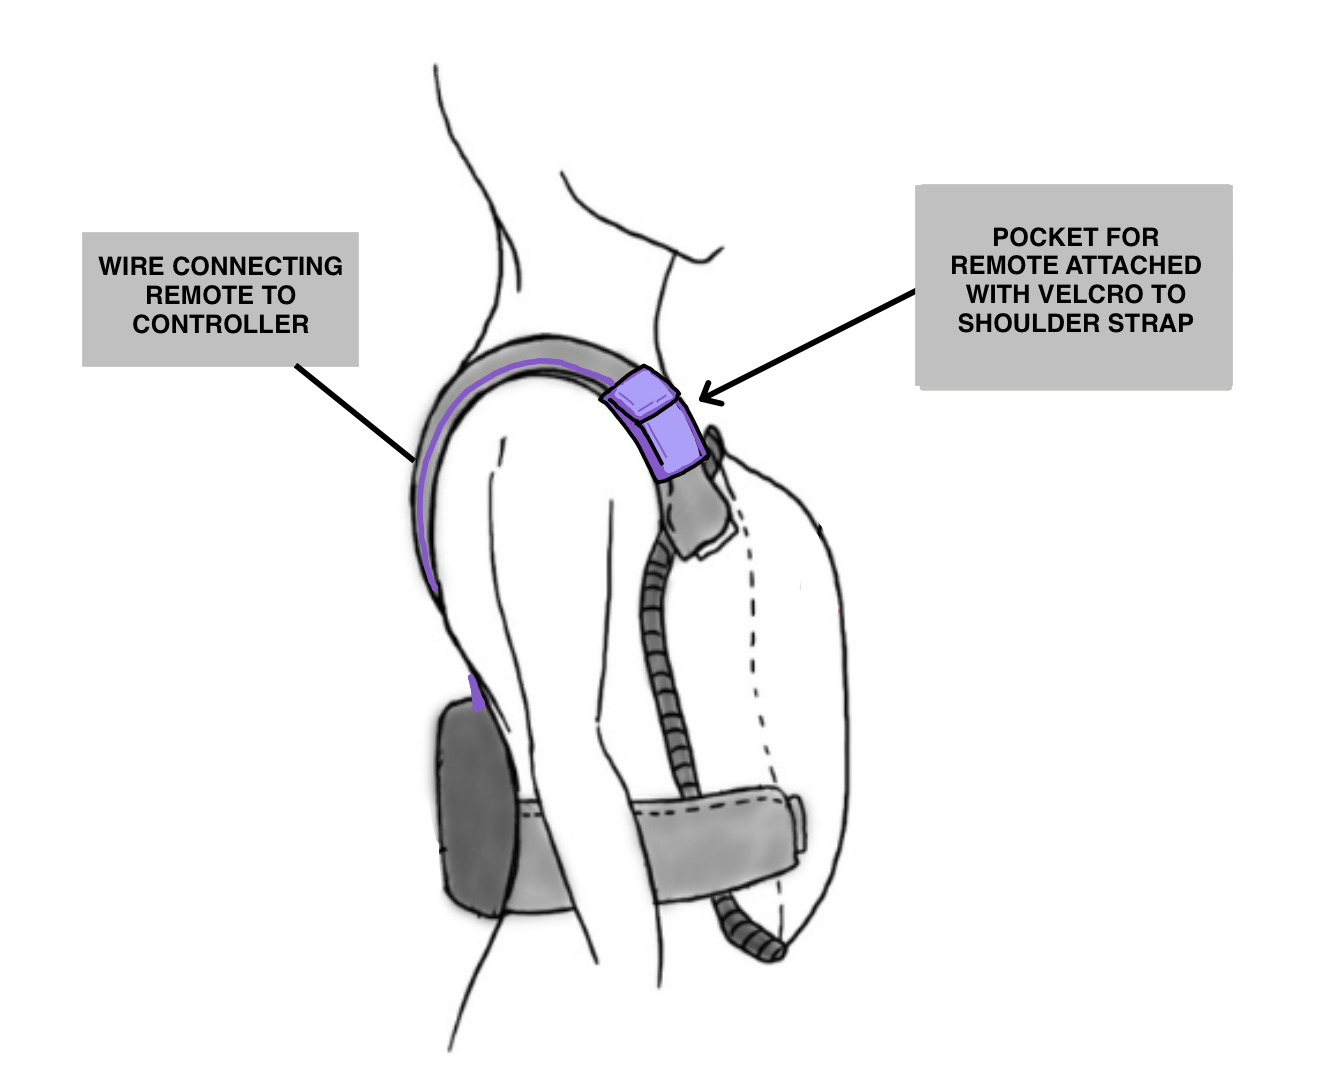 WIRE CONNECTING
REMOTE TO
CONTROLLER
POCKET FOR
REMOTE ATTACHED
WITH VELCRO TO
SHOULDER STRAP